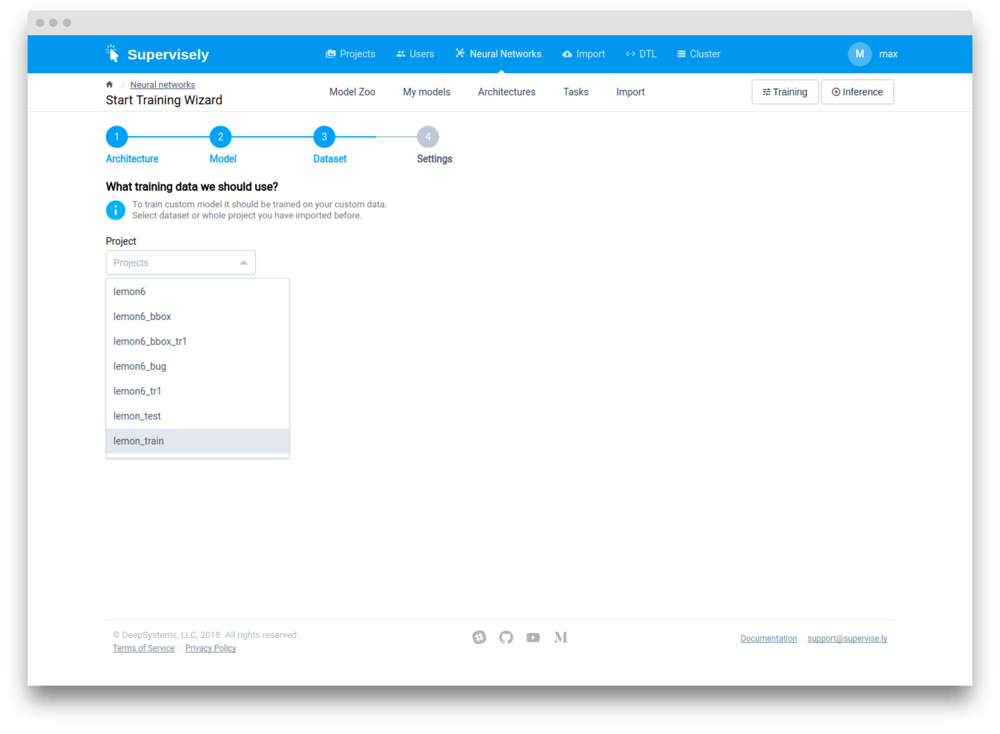 Supervisely
Projects
Users
Neural Networks
Import
DTL
Cluster
M
max
/ Neural networks
Start Training Wizard
Model Zoo
My models
Architectures
Tasks
Import
Training
Inference
1
2
3
4
Architecture
Model
Dataset
Settings
What training data we should use?
To train custom model it should be trained on your custom data.
Select dataset or whole project you have imported before.
Project
Projects
lemon6
lemon6_bbox
lemon6_bbox_tr1
lemon6_bug
lemon6_tr1
lemon_test
lemon_train
© DeepSystems, LLC, 2018. All rights reserved.
Terms of Service · Privacy Policy
Documentation · support@supervise.ly